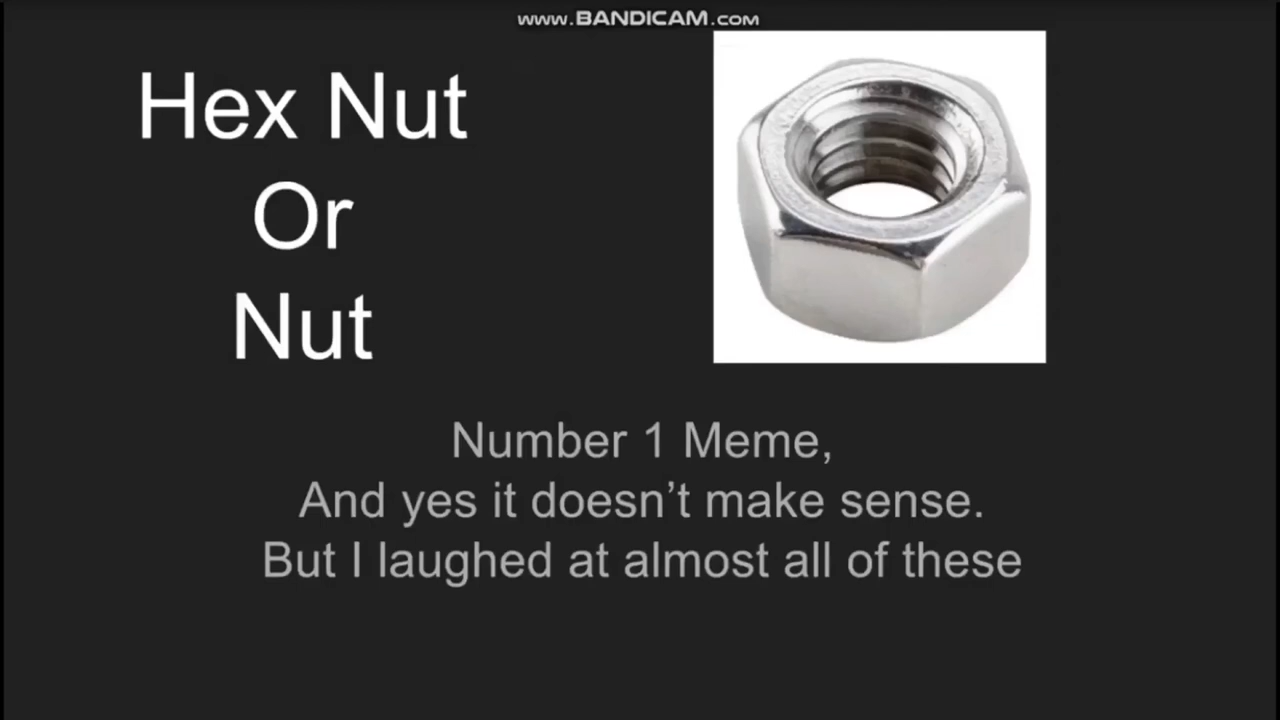 www.BANDICAM.com
Hex Nut
Or
Nut
Number 1 Meme,
And yes it doesn’t make sense.
But I laughed at almost all of these